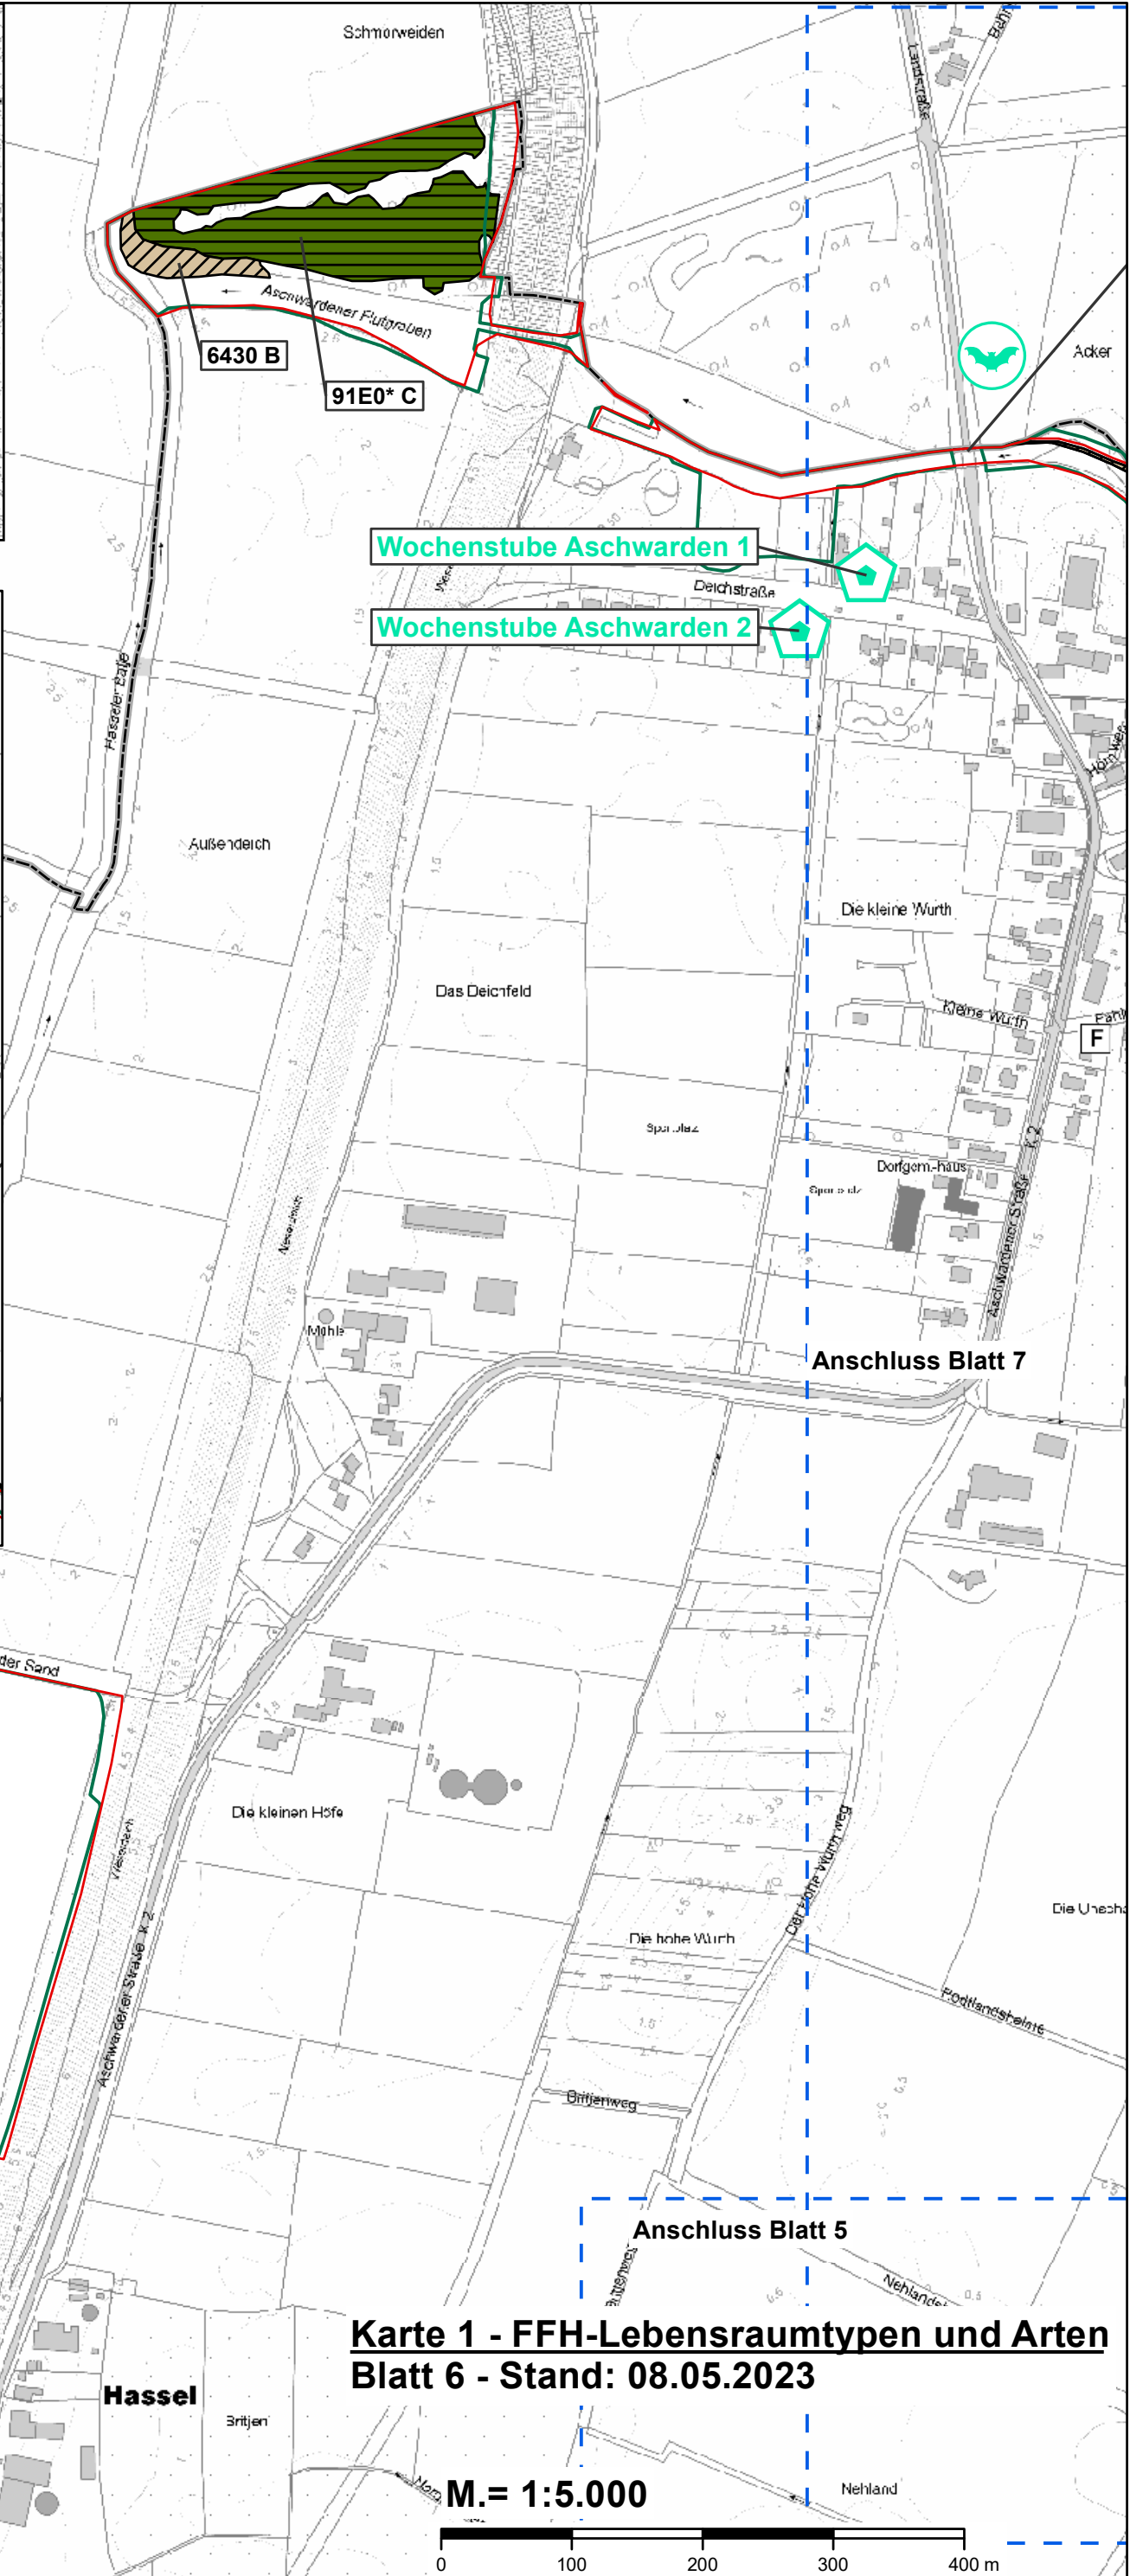 Schmorweiden
Landstraße
Acker
Aschwardener Flutgraben
6430 B
91E0* C
Wochenstube Aschwarden 1
Deichstraße
Wochenstube Aschwarden 2
Hasseler Balje
Außendeich
Die kleine Wurth
Das Deichfeld
Kleine Wurth
F
Sportplatz
Dorfgem.-haus
Sportplatz
K 2
Aschwardener Straße
Mühle
Anschluss Blatt 7
der Sand
Die kleinen Höfe
Der Hohe Wurthweg
Die hohe Wurth
Aschwardener Straße K 2
Britjenweg
Anschluss Blatt 5
Karte 1 - FFH-Lebensraumtypen und Arten
Blatt 6 - Stand: 08.05.2023
Hassel
Britjen
M.= 1:5.000
Nehland
0 100 200 300 400 m